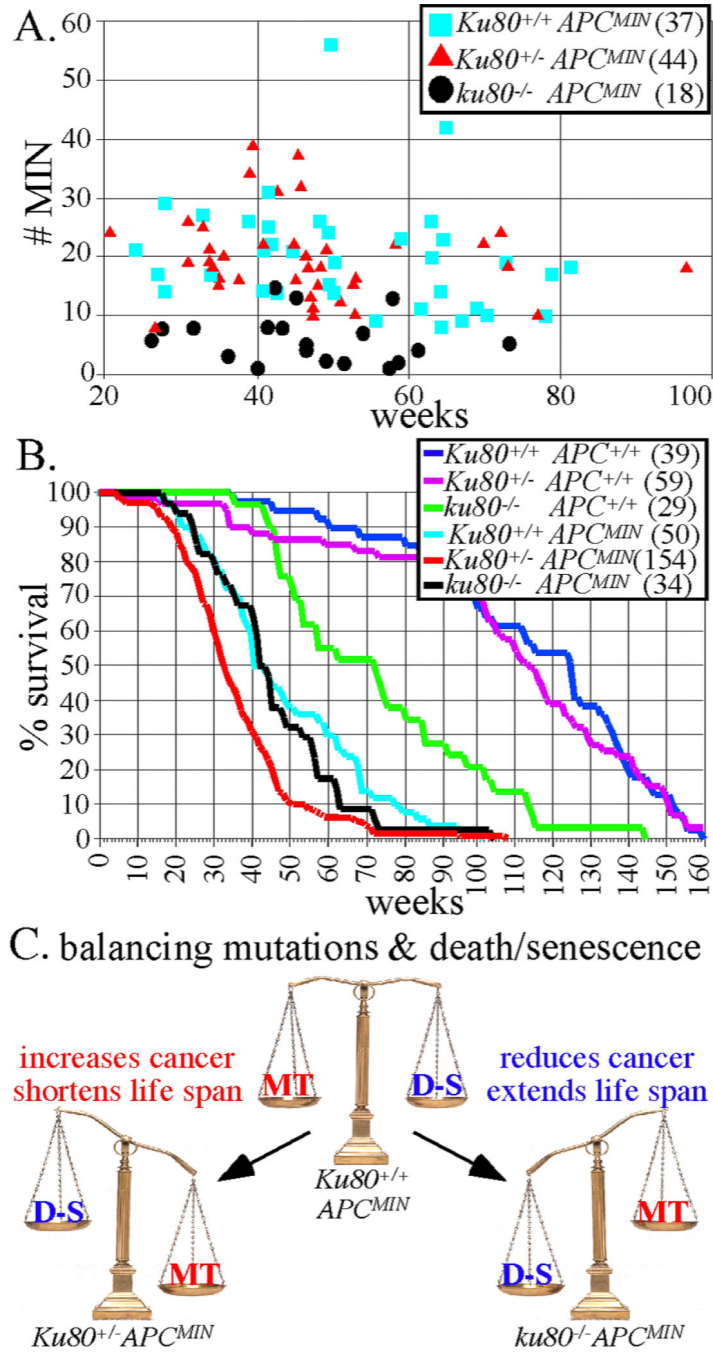 A.
Ku80+/+ APCMIN (37)
Ku80+/- APCMIN (44)
ku80-/- APCMIN (18)
# MIN
60
50
40
30
20
10
0
20 40 60 80 100
weeks
B.
Ku80+/+ APC+/+ (39)
Ku80+/- APC+/+ (59)
ku80-/- APC+/+ (29)
Ku80+/+ APCMIN (50)
Ku80+/- APCMIN(154)
ku80-/- APCMIN (34)
% survival
100
90
80
70
60
50
40
30
20
10
0
0 10 20 30 40 50 60 70 80 90 100 110 120 130 140 150 160
weeks
C. balancing mutations & death/senescence
increases cancer
shortens life span
MT D-S
reduces cancer
extends life span
Ku80+/+
APCMIN
D-S MT
MT D-S
Ku80+/-APCMIN
ku80-/-APCMIN